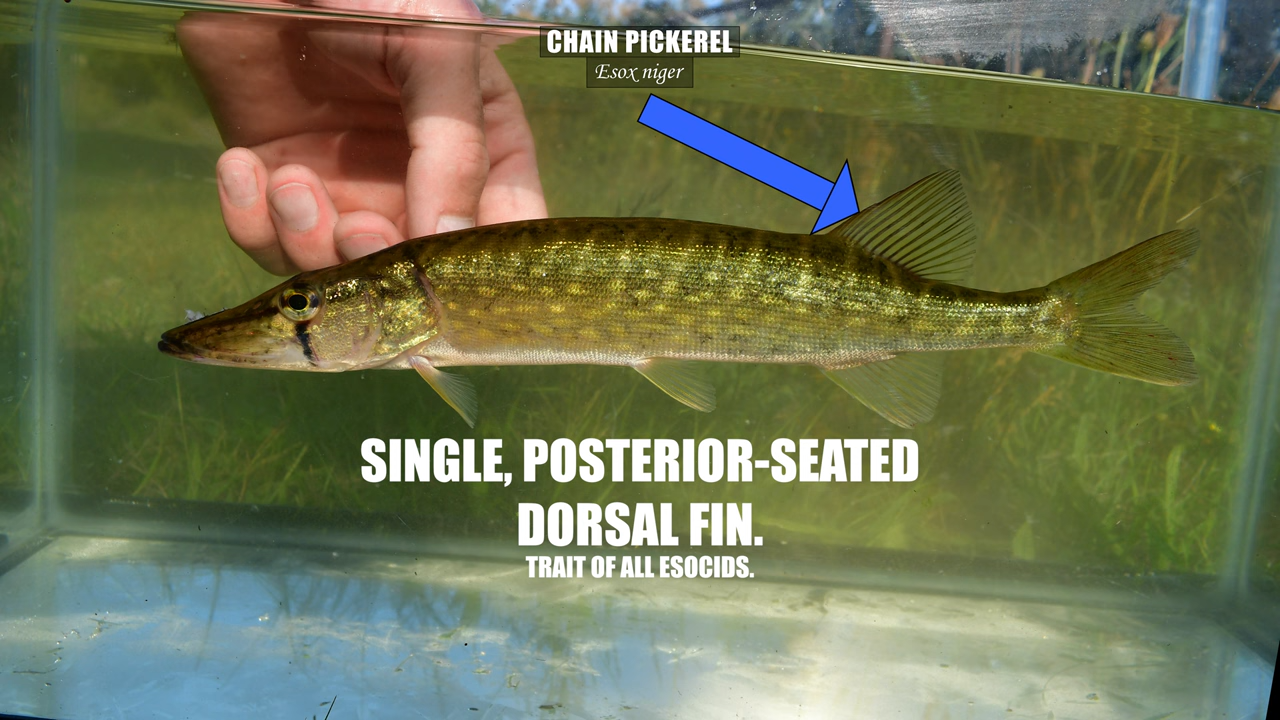 CHAIN PICKEREL
Esox niger
SINGLE, POSTERIOR-SEATED
DORSAL FIN.
TRAIT OF ALL ESOCIDS.